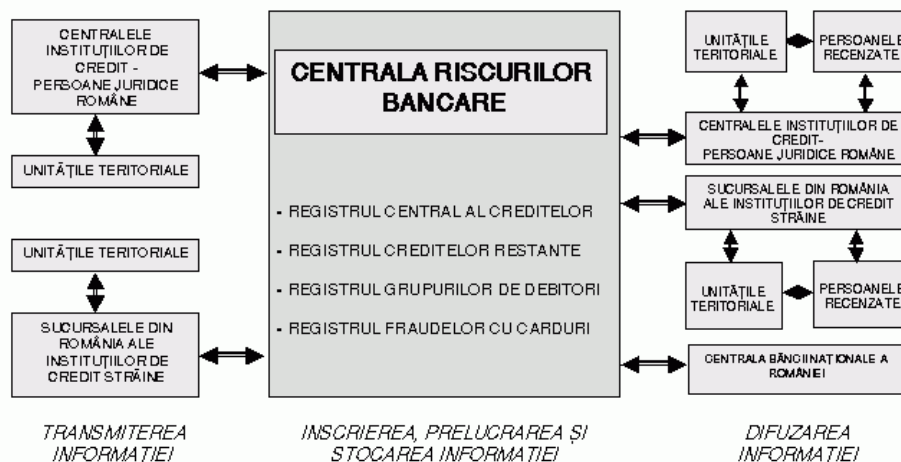 CENTRALELE
INSTITUȚIILOR DE
CREDIT -
PERSOANE JURIDICE
ROMÂNE
UNITĂȚILE TERITORIALE
UNITĂȚILE TERITORIALE
SUCURSALELE DIN
ROMÂNIA ALE
INSTITUȚIILOR DE
CREDIT STRĂINE
TRANSMITEREA
INFORMAȚIEI
CENTRALA RISCURILOR
BANCARE
- REGISTRUL CENTRAL AL CREDITELOR
- REGISTRUL CREDITELOR RESTANTE
- REGISTRUL GRUPURILOR DE DEBITORI
- REGISTRUL FRAUDELOR CU CARDURI
INSCRIEREA, PRELUCRAREA ȘI
STOCAREA INFORMAȚIEI
UNITĂȚILE
TERITORIALE
PERSOANELE
RECENZATE
CENTRALELE INSTITUȚIILOR DE
CREDIT-
PERSOANE JURIDICE ROMÂNE
SUCURSALELE DIN ROMÂNIA
ALE INSTITUȚIILOR DE CREDIT
STRĂINE
UNITĂȚILE
TERITORIALE
PERSOANELE
RECENZATE
CENTRALA BĂNCII NAȚIONALE A
ROMÂNIEI
DIFUZAREA
INFORMAȚIEI